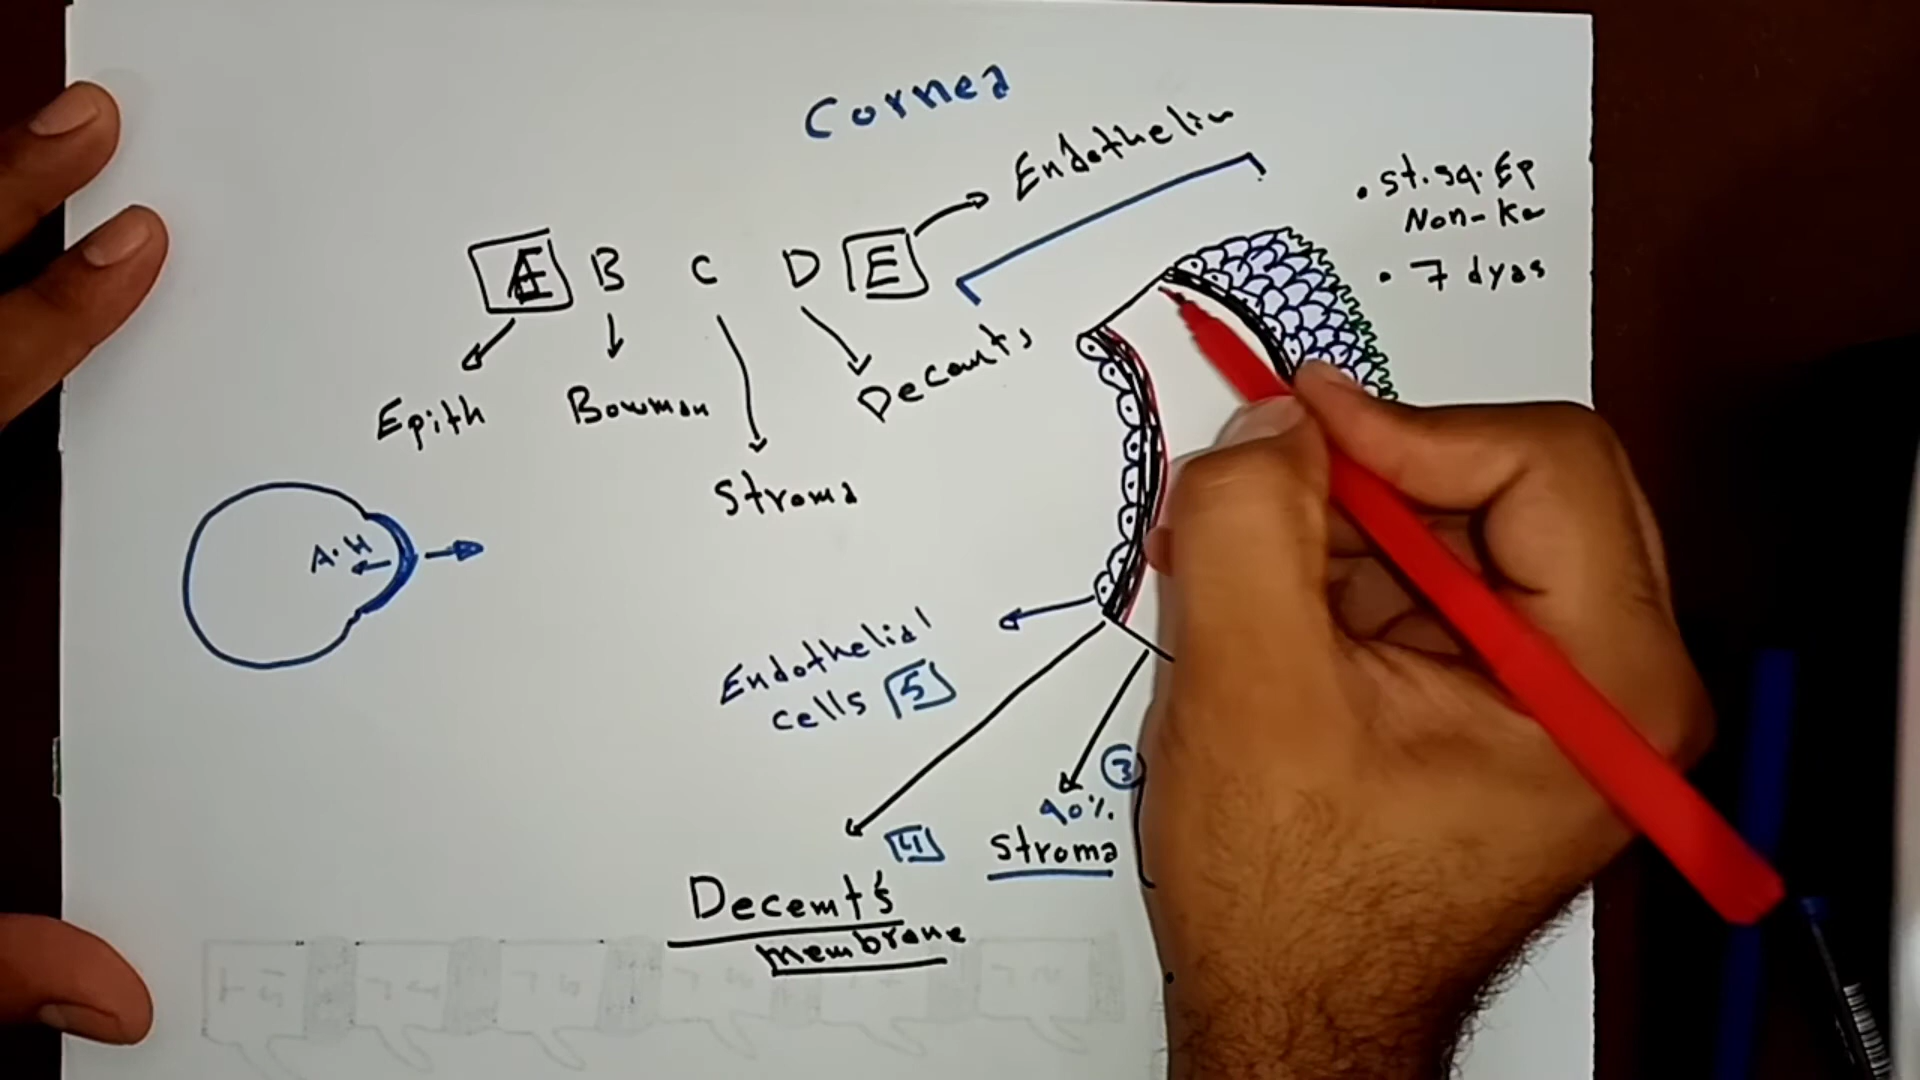 Cornea
Endothelium
• st. sq. Ep
Non-Ke
• 7 dyas
A B C D E
Epith
Bowman
Decemts
Stroma
A.H
Endothelial
cells 5
3
90%
stroma
4
Decemt's
membrane